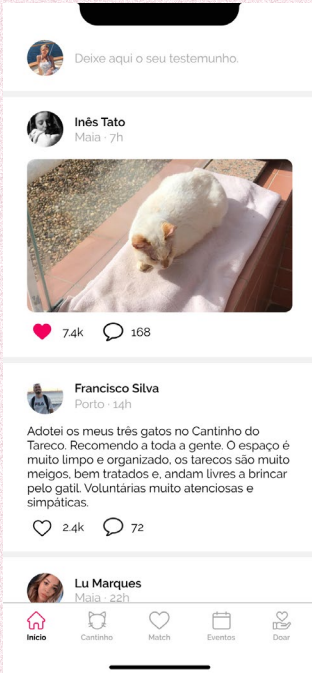 Deixe aqui o seu testemunho.
Inês Tato
Maia · 7h
7.4k 168
Francisco Silva
Porto · 14h
Adotei os meus três gatos no Cantinho do
Tareco. Recomendo a toda a gente. O espaço é
muito limpo e organizado, os tarecos são muito
meigos, bem tratados e, andam livres a brincar
pelo gatil. Voluntárias muito atenciosas e
simpáticas.
2.4k 72
Lu Marques
Maia · 22h
Início Cantinho Match Eventos Doar